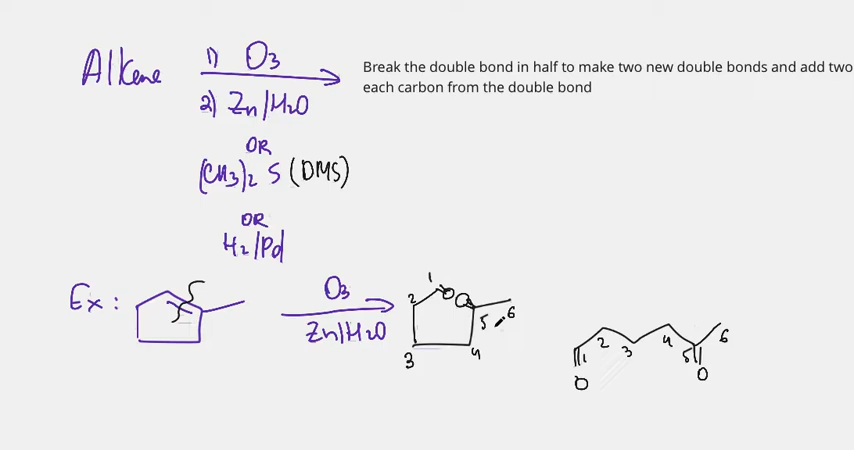 Alkene 1) O3
2) Zn/H2O
Break the double bond in half to make two new double bonds and add two
each carbon from the double bond
OR
(CH3)2 S (DMS)
OR
H2/Pd
Ex:
O3
Zn/H2O
1 O O
2 3 4 5 6
1 2 3 4 5 6
O O